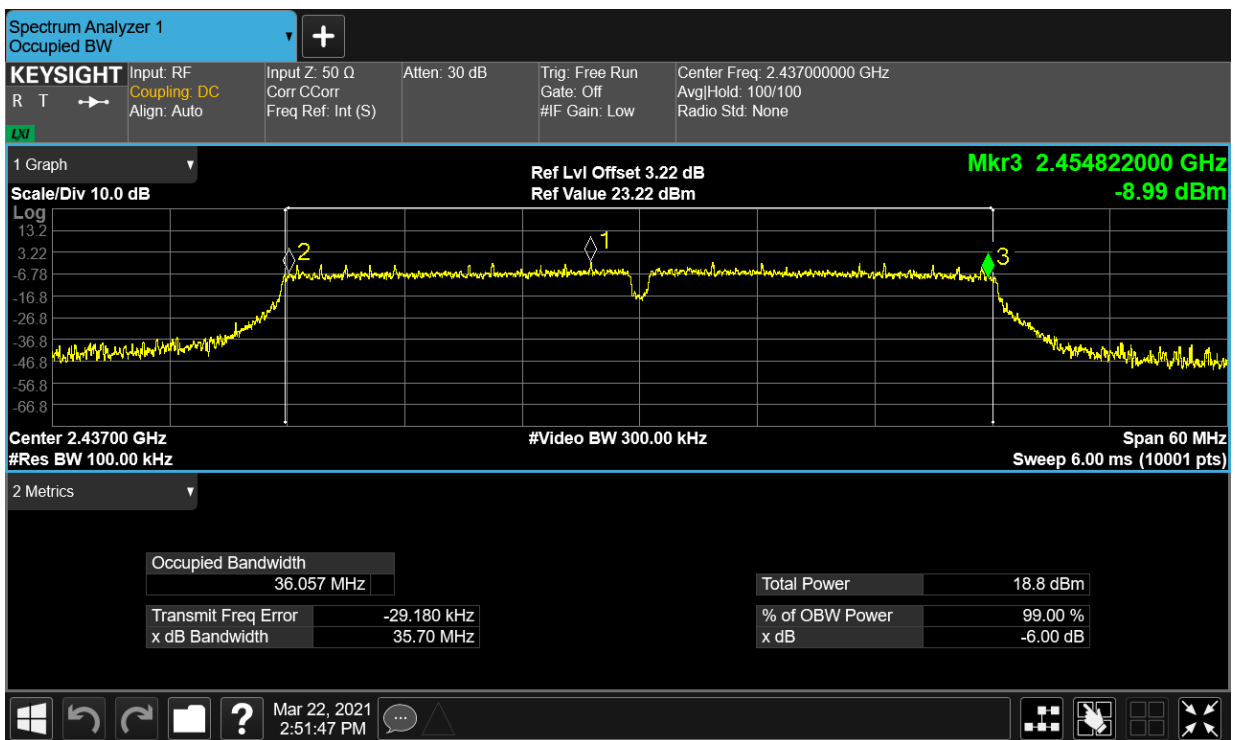 Spectrum Analyzer 1
Occupied BW
▼
+
KEYSIGHT
R T
LXI
Input: RF
Coupling: DC
Align: Auto
Input Z: 50 Ω
Corr CCorr
Freq Ref: Int (S)
Atten: 30 dB
Trig: Free Run
Gate: Off
#IF Gain: Low
Center Freq: 2.437000000 GHz
Avg|Hold: 100/100
Radio Std: None
1 Graph ▼
Scale/Div 10.0 dB
Ref Lvl Offset 3.22 dB
Ref Value 23.22 dBm
Mkr3 2.454822000 GHz
-8.99 dBm
Log
13.2
3.22
-6.78
-16.8
-26.8
-36.8
-46.8
-56.8
-66.8
2
1
3
Center 2.43700 GHz
#Res BW 100.00 kHz
#Video BW 300.00 kHz
Span 60 MHz
Sweep 6.00 ms (10001 pts)
2 Metrics ▼
Occupied Bandwidth
36.057 MHz
Transmit Freq Error -29.180 kHz
x dB Bandwidth 35.70 MHz
Total Power 18.8 dBm
% of OBW Power 99.00 %
x dB -6.00 dB
?
Mar 22, 2021
2:51:47 PM